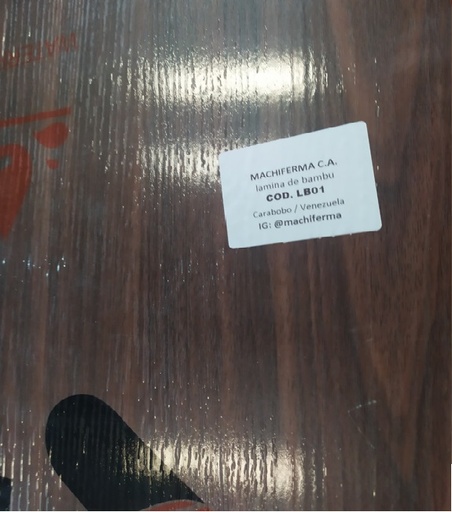 MACHIFERMA C.A.
lamina de bambu
COD. LB01
Carabobo / Venezuela
IG: @machiferma